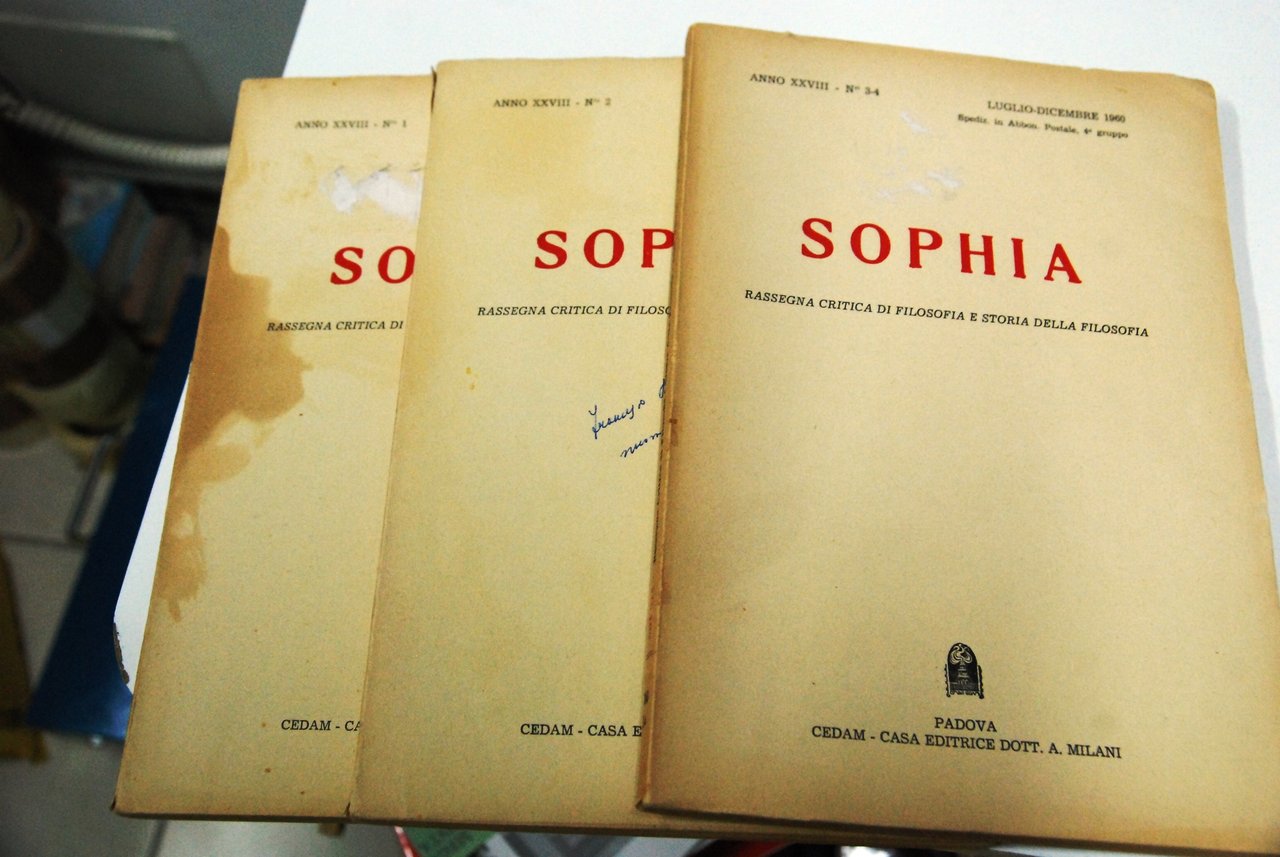 ANNO XXVIII - N° 1
SO
RASSEGNA CRITICA DI
CEDAM - CA
ANNO XXVIII - N° 2
SOP
RASSEGNA CRITICA DI FILOSO
CEDAM - CASA E
ANNO XXVIII - N° 3-4
LUGLIO-DICEMBRE 1960
Spediz. in Abbon. Postale, 4° gruppo
SOPHIA
RASSEGNA CRITICA DI FILOSOFIA E STORIA DELLA FILOSOFIA
PADOVA
CEDAM - CASA EDITRICE DOTT. A. MILANI